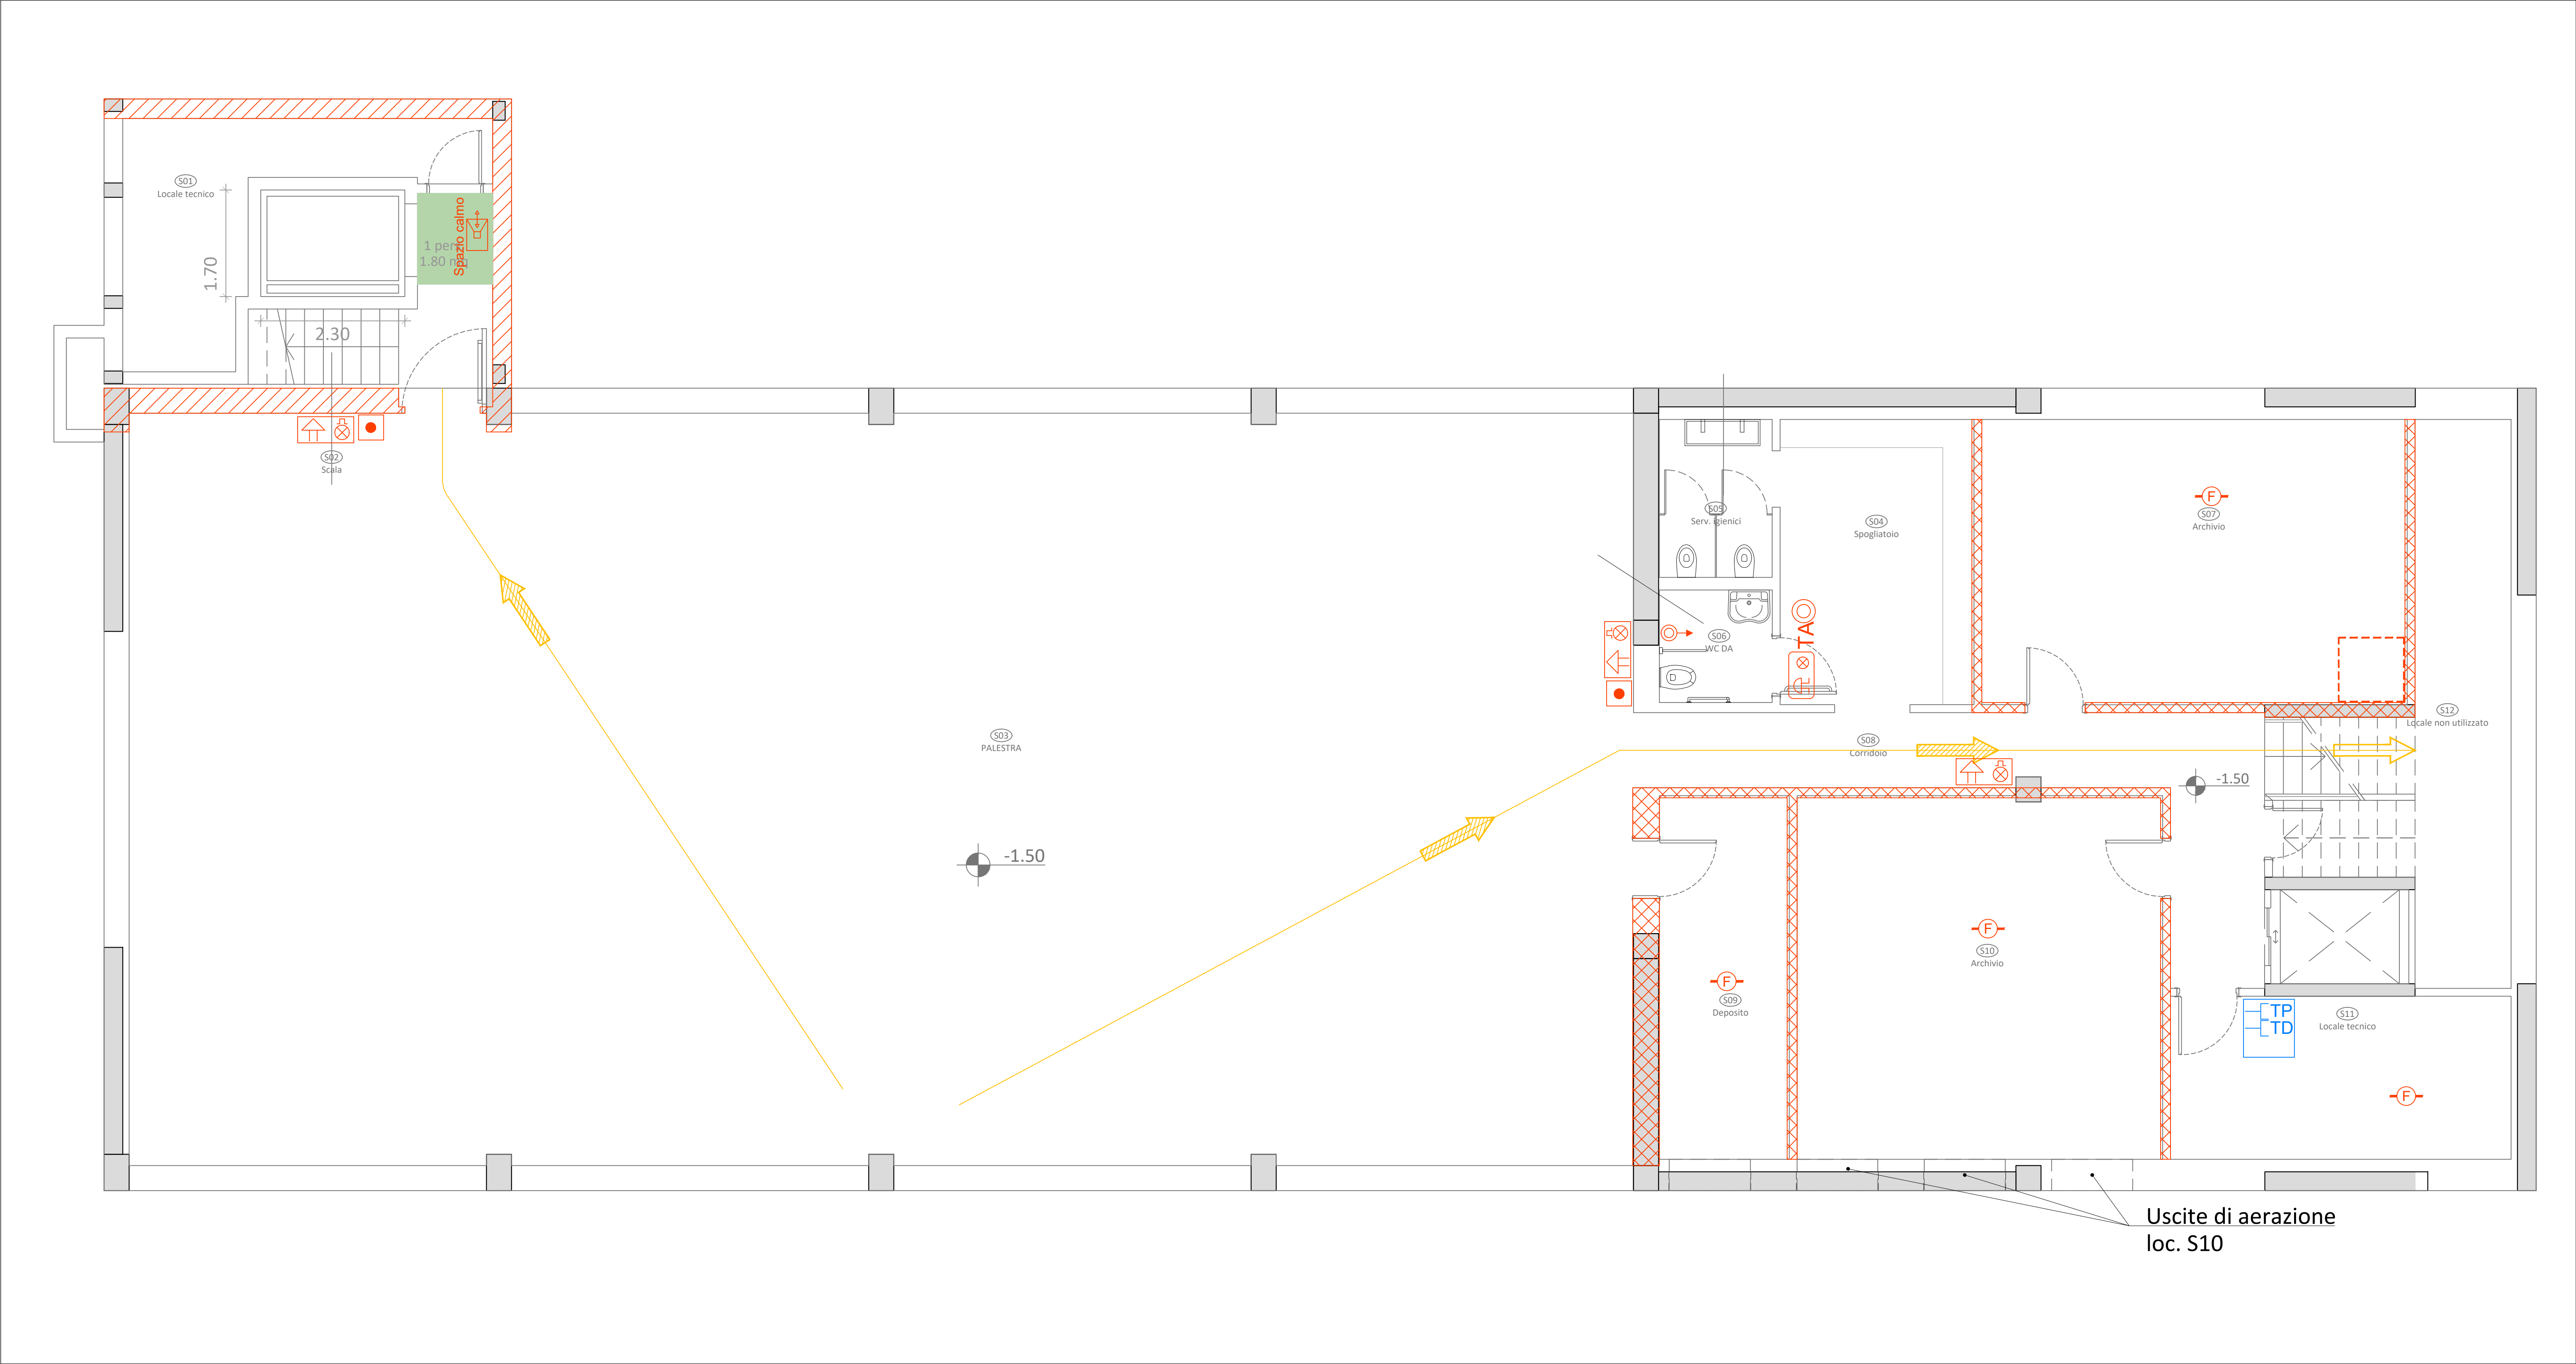 S01
Locale tecnico
1.70
2.30
1 per
1.80 mq
Spazio calmo
S02
Scala
S03
PALESTRA
-1.50
S05
Serv. igienici
S04
Spogliatoio
S06
WC DA
D
TA
F
S07
Archivio
S12
Locale non utilizzato
S08
Corridoio
-1.50
F
S10
Archivio
F
S09
Deposito
TP
TD
S11
Locale tecnico
F
Uscite di aerazione
loc. S10